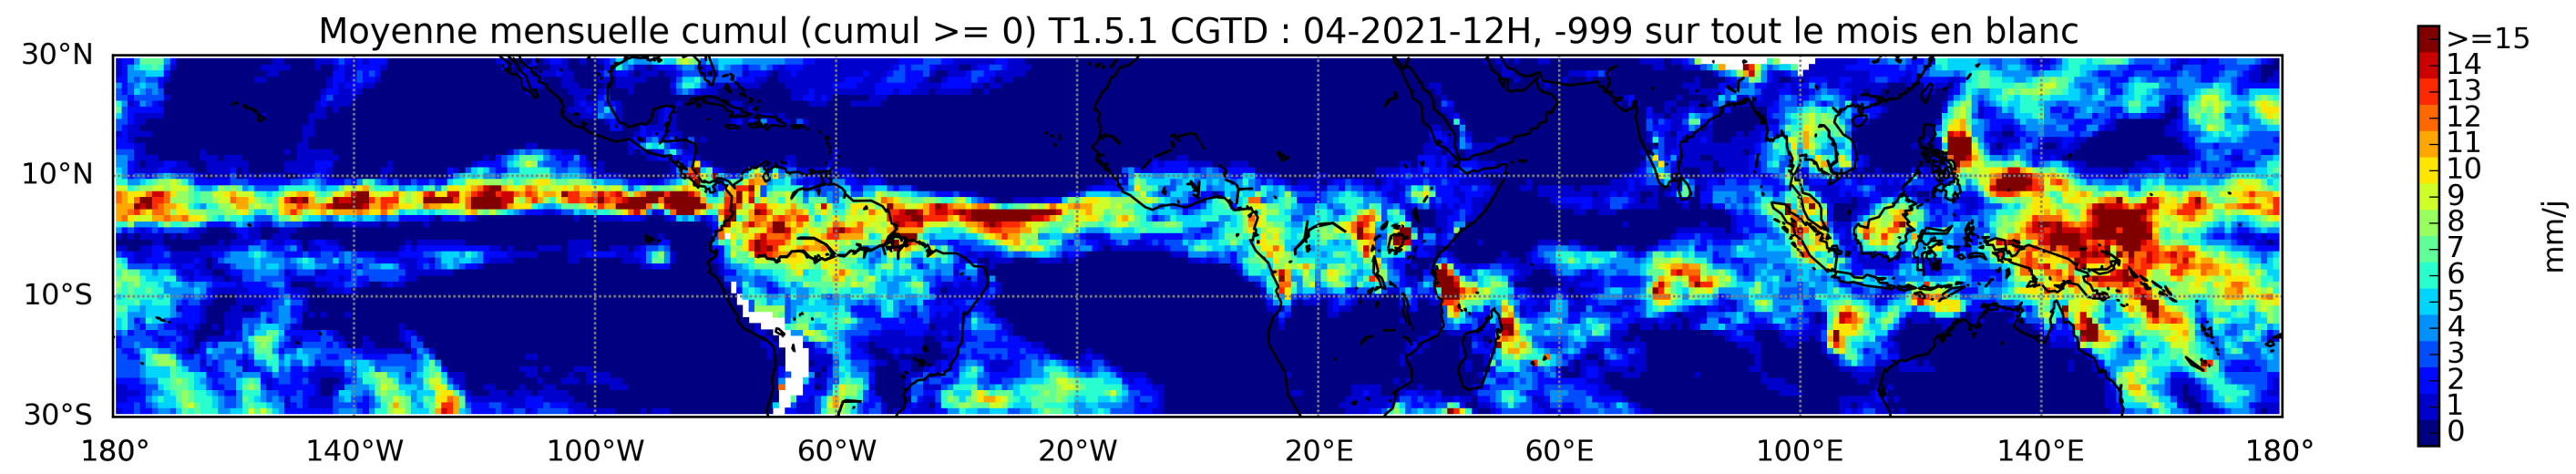 Moyenne mensuelle cumul (cumul >= 0) T1.5.1 CGTD : 04-2021-12H, -999 sur tout le mois en blanc
30°N
10°N
10°S
30°S
180° 140°W 100°W 60°W 20°W 20°E 60°E 100°E 140°E 180°
>=15
14
13
12
11
10
9
8
7
6
5
4
3
2
1
0
mm/j